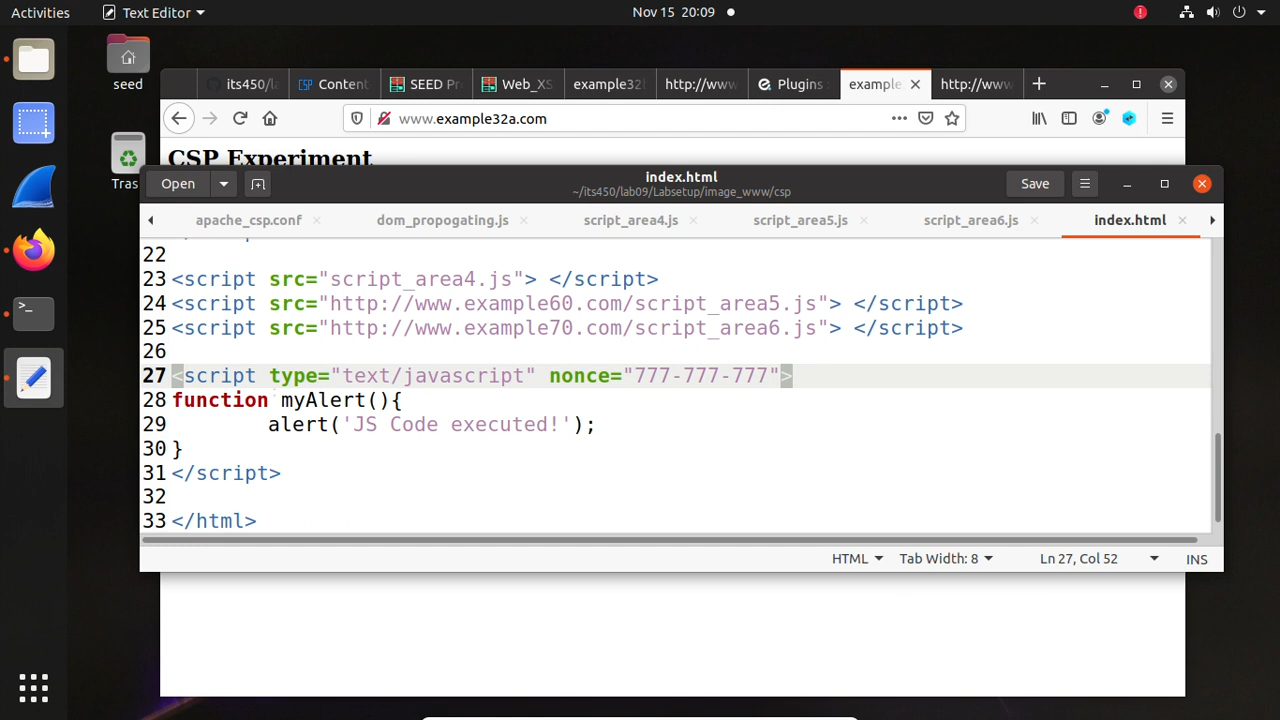 Activities
Text Editor
Nov 15 20:09
seed
Tras
its450/la
Content
SEED Pr
Web_XS
example32
http://www
Plugins
example
http://www
www.example32a.com
CSP Experiment
Open
index.html
~/its450/lab09/Labsetup/image_www/csp
Save
apache_csp.conf
dom_propogating.js
script_area4.js
script_area5.js
script_area6.js
index.html
22
23 <script src="script_area4.js"> </script>
24 <script src="http://www.example60.com/script_area5.js"> </script>
25 <script src="http://www.example70.com/script_area6.js"> </script>
26
27 <script type="text/javascript" nonce="777-777-777">
28 function myAlert(){
29 alert('JS Code executed!');
30 }
31 </script>
32
33 </html>
HTML
Tab Width: 8
Ln 27, Col 52
INS